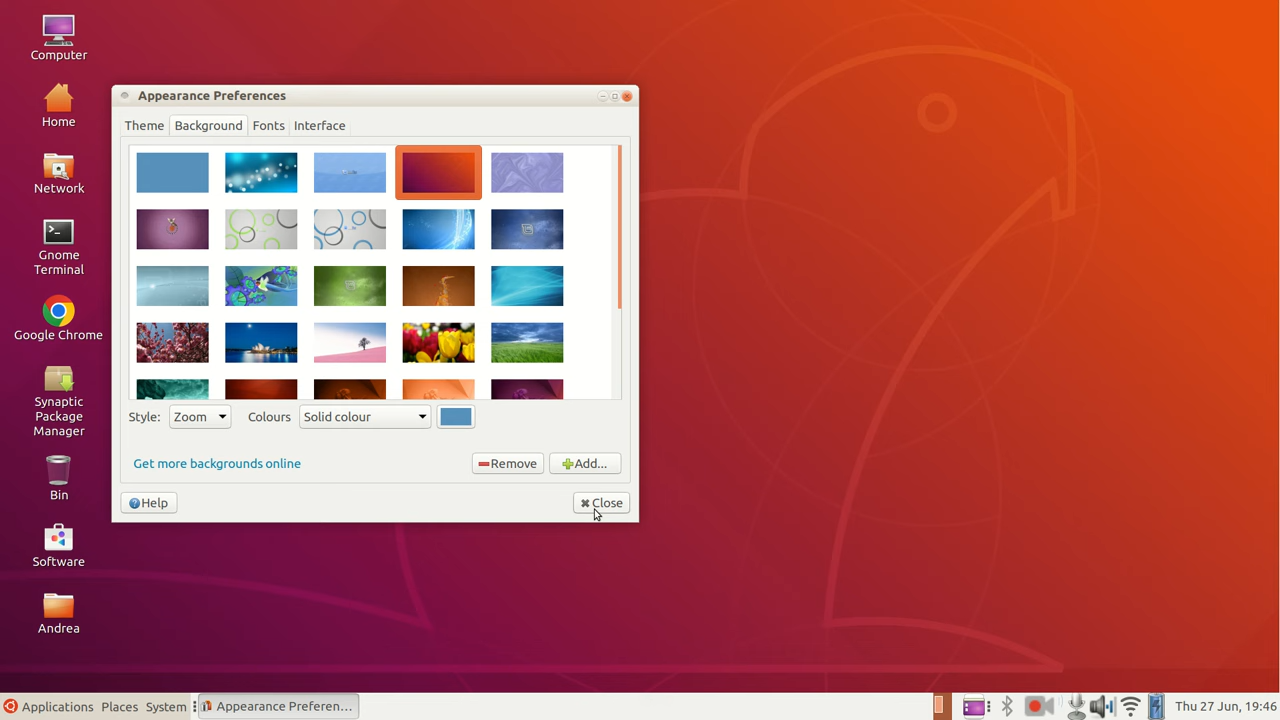 Computer
Home
Network
Gnome
Terminal
Google Chrome
Synaptic
Package
Manager
Bin
Software
Andrea
Appearance Preferences
Theme Background Fonts Interface
Style: Zoom Colours Solid colour
Get more backgrounds online Remove Add...
Help Close
Applications Places System Appearance Preferen... Thu 27 Jun, 19:46